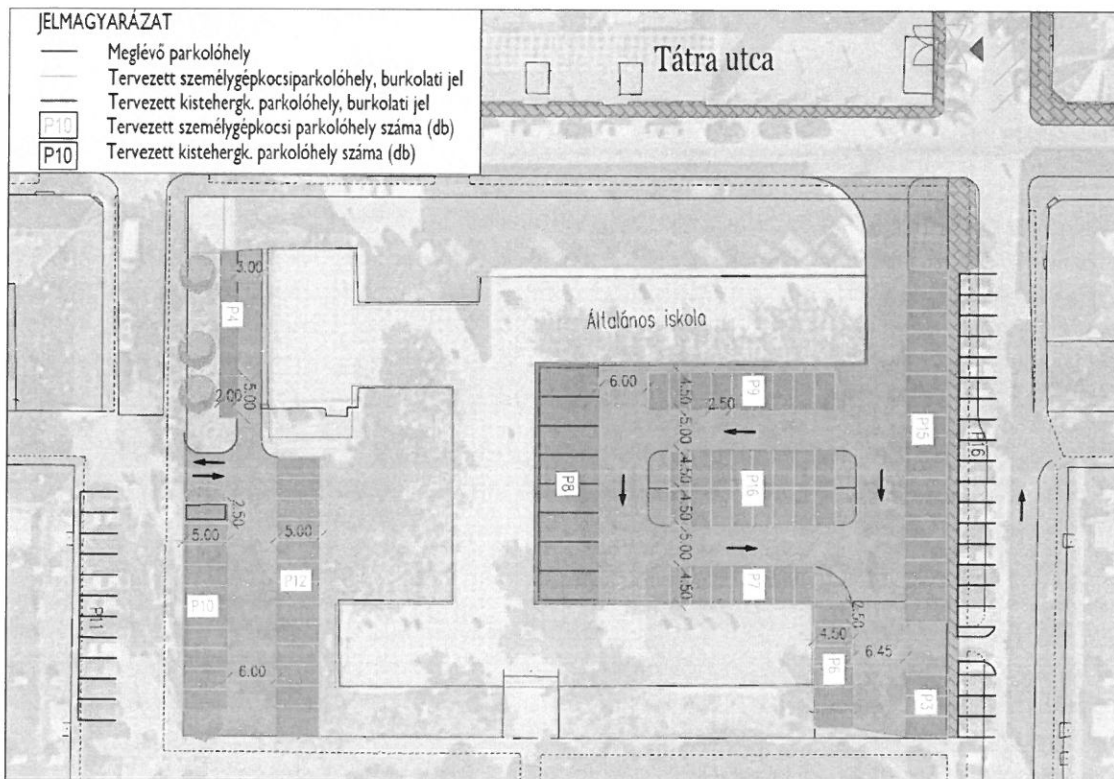 JELMAGYARÁZAT
Meglévő parkolóhely
Tervezett személygépkocsiparkolóhely, burkolati jel
Tervezett kistehergk. parkolóhely, burkolati jel
P10 Tervezett személygépkocsi parkolóhely száma (db)
P10 Tervezett kistehergk. parkolóhely száma (db)
Tátra utca
3.00
P4
Általános iskola
5.00
2.00
6.00
4.50
P9
2.50
5.00
P15
P16
4.50
P8
P16
4.50
2.50
5.00
5.00
5.00
P11
P10
P12
4.50
P7
2.50
4.50
6.45
P6
6.00
P3